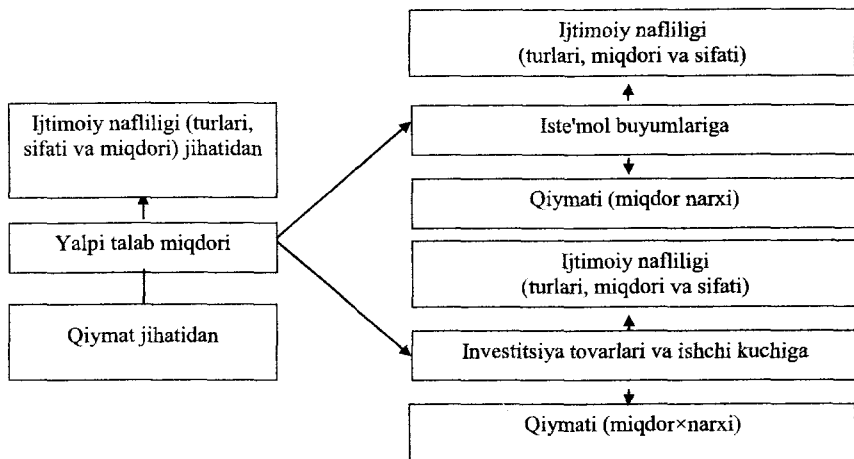 Ijtimoiy nafliligi
(turlari, miqdori va sifati)
Ijtimoiy nafliligi (turlari,
sifati va miqdori) jihatidan
Iste'mol buyumlariga
Qiymati (miqdor narxi)
Yalpi talab miqdori
Ijtimoiy nafliligi
(turlari, miqdori va sifati)
Qiymat jihatidan
Investitsiya tovarlari va ishchi kuchiga
Qiymati (miqdor×narxi)